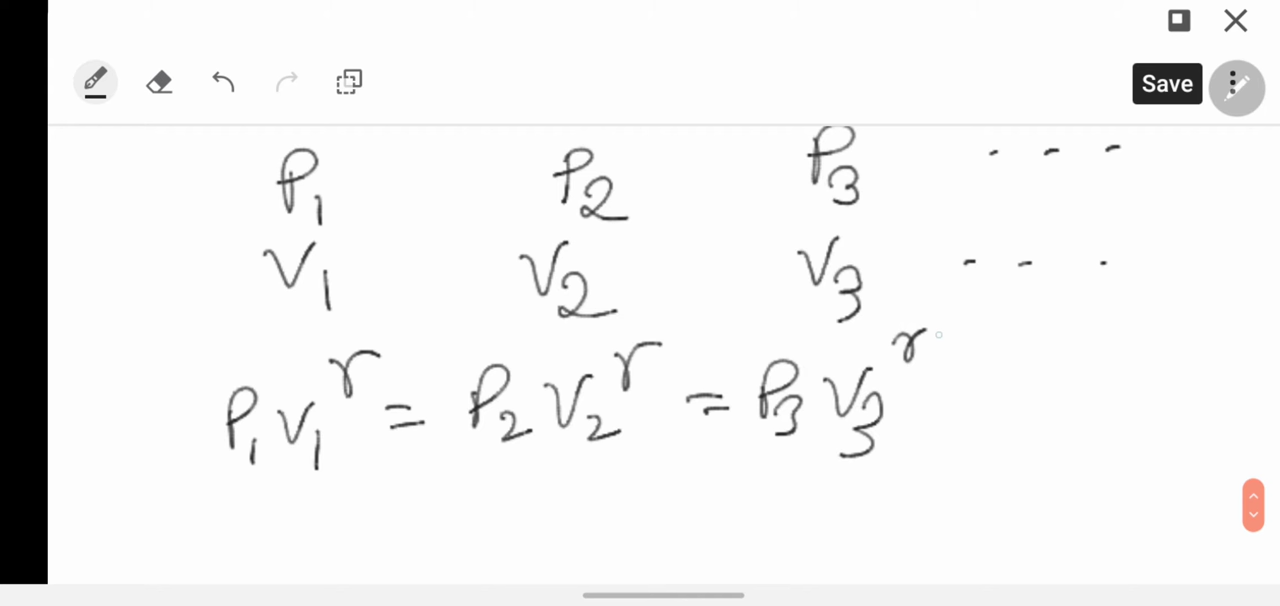 Save
P₁ P₂ P₃ - - -
V₁ V₂ V₃ - - -
P₁V₁^γ = P₂V₂^γ = P₃V₃^γ